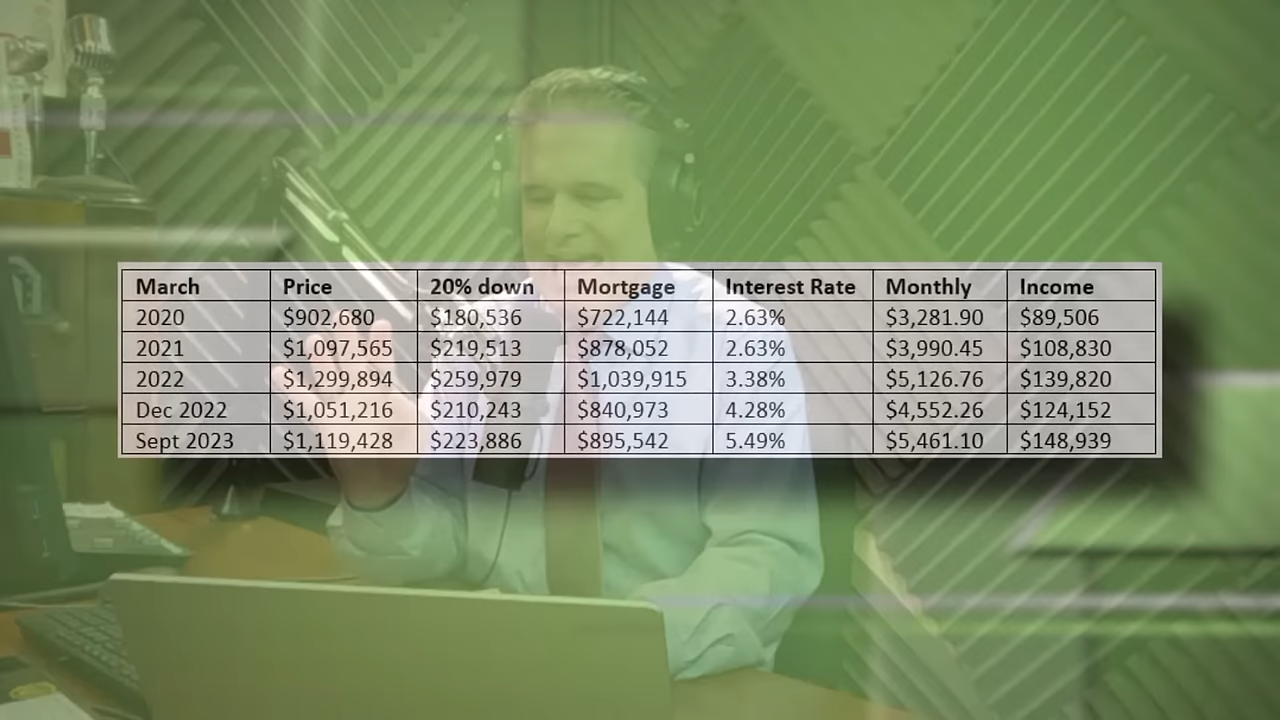 March Price 20% down Mortgage Interest Rate Monthly Income
2020 $902,680 $180,536 $722,144 2.63% $3,281.90 $89,506
2021 $1,097,565 $219,513 $878,052 2.63% $3,990.45 $108,830
2022 $1,299,894 $259,979 $1,039,915 3.38% $5,126.76 $139,820
Dec 2022 $1,051,216 $210,243 $840,973 4.28% $4,552.26 $124,152
Sept 2023 $1,119,428 $223,886 $895,542 5.49% $5,461.10 $148,939